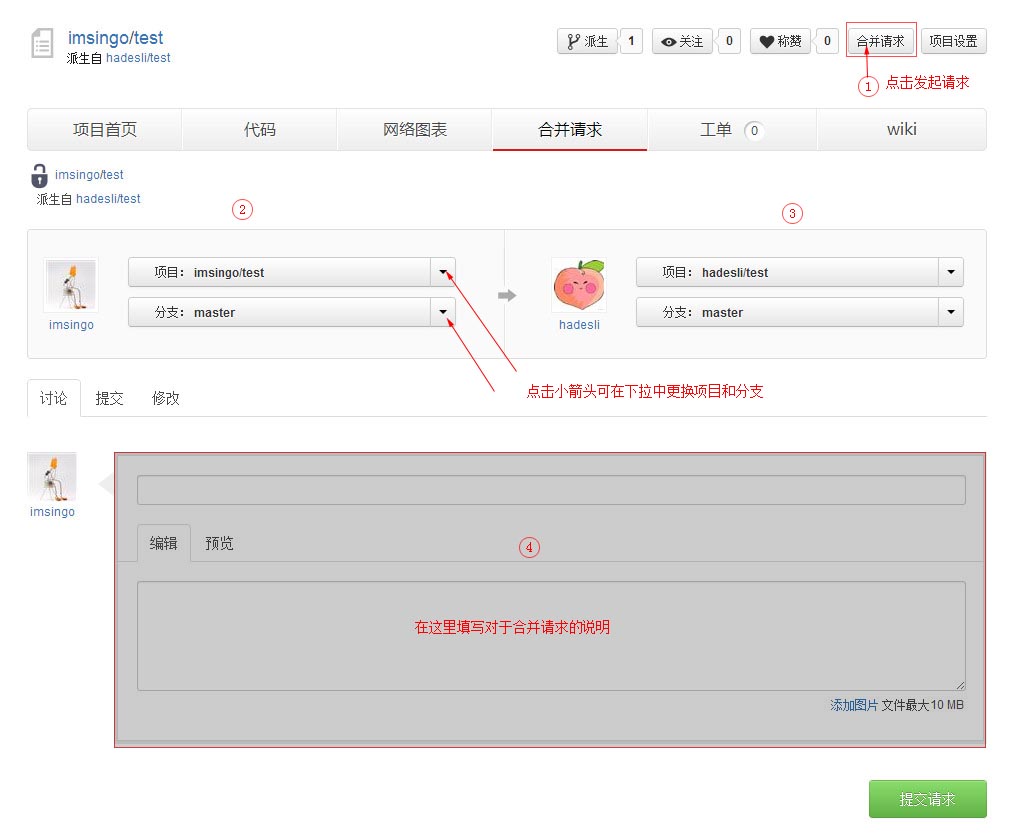 imsingo/test
派生自 hadesli/test
派生 1 关注 0 称赞 0 合并请求 项目设置
① 点击发起请求
项目首页 代码 网络图表 合并请求 工单 0 wiki
imsingo/test
派生自 hadesli/test
② ③
项目: imsingo/test 项目: hadesli/test
分支: master 分支: master
imsingo hadesli
点击小箭头可在下拉中更换项目和分支
讨论 提交 修改
imsingo
编辑 预览
④
在这里填写对于合并请求的说明
添加图片 文件最大10 MB
提交请求